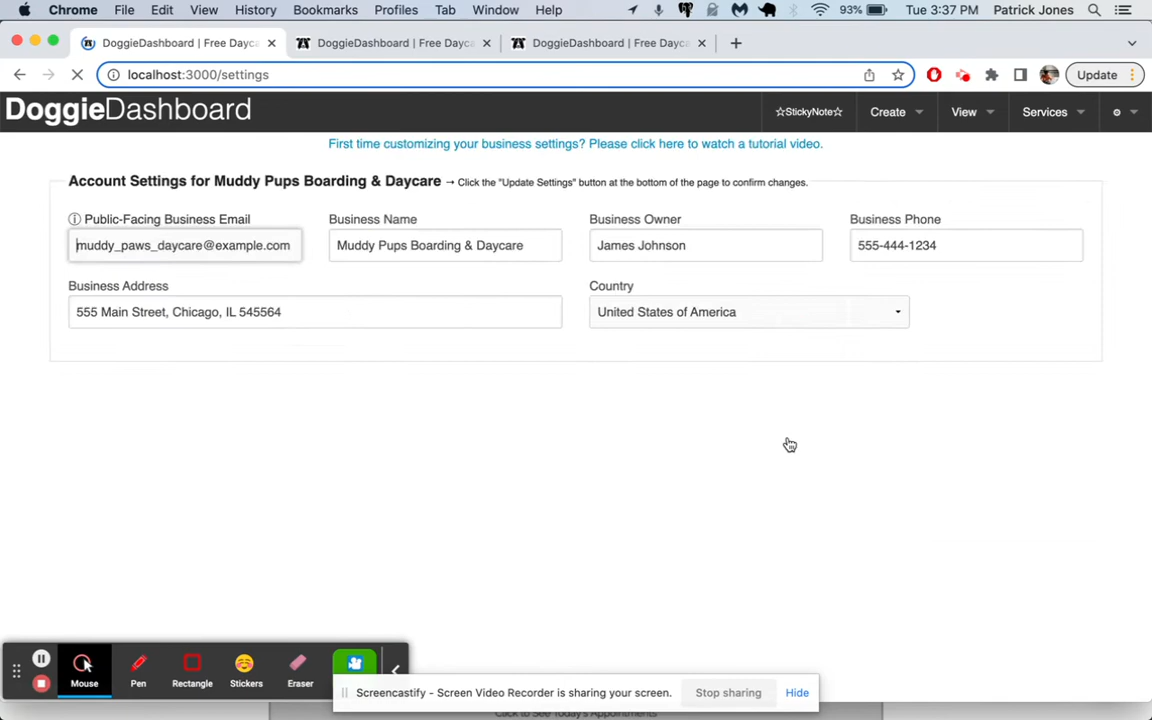 Chrome File Edit View History Bookmarks Profiles Tab Window Help 93% Tue 3:37 PM Patrick Jones
DoggieDashboard | Free Dayca DoggieDashboard | Free Dayca DoggieDashboard | Free Dayca
localhost:3000/settings Update
DoggieDashboard ☆StickyNote☆ Create View Services
First time customizing your business settings? Please click here to watch a tutorial video.
Account Settings for Muddy Pups Boarding & Daycare → Click the "Update Settings" button at the bottom of the page to confirm changes.
Public-Facing Business Email Business Name Business Owner Business Phone
muddy_paws_daycare@example.com Muddy Pups Boarding & Daycare James Johnson 555-444-1234
Business Address Country
555 Main Street, Chicago, IL 545564 United States of America
Mouse Pen Rectangle Stickers Eraser
Screencastify - Screen Video Recorder is sharing your screen. Stop sharing Hide
Click to See Today's Appointments